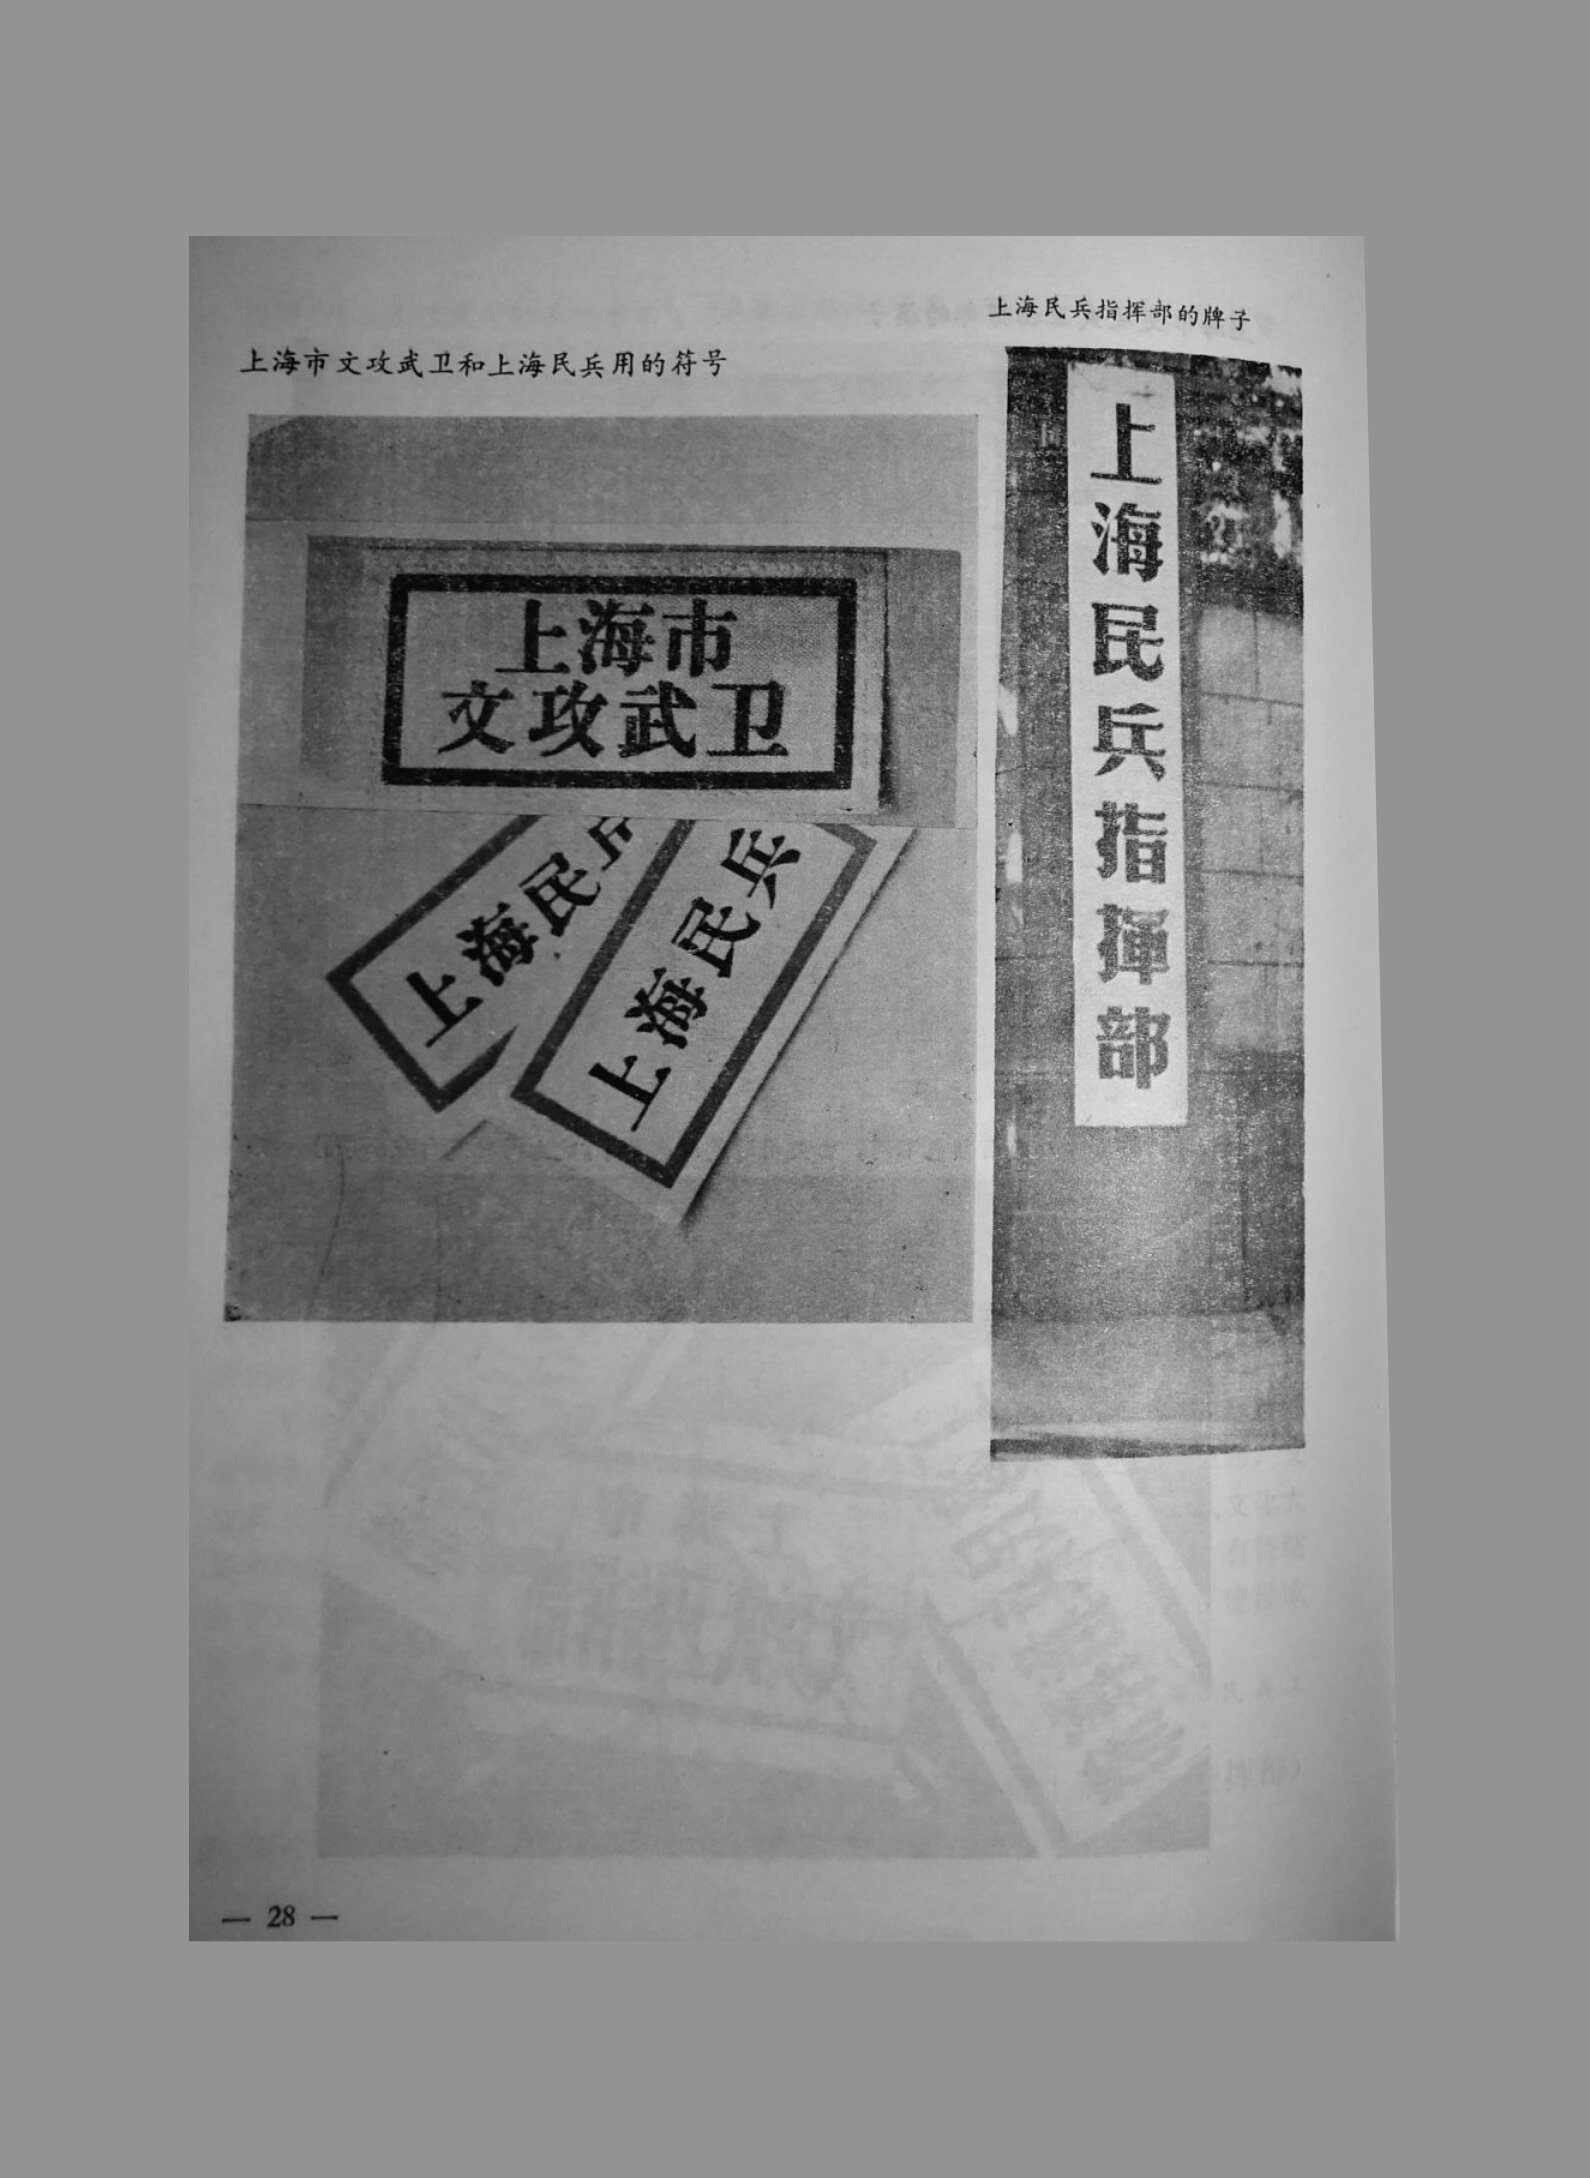 上海民兵指挥部的牌子
上海市文攻武卫和上海民兵用的符号
上海市
文攻武卫
上海民兵
上海民兵
上海民兵指挥部
— 28 —